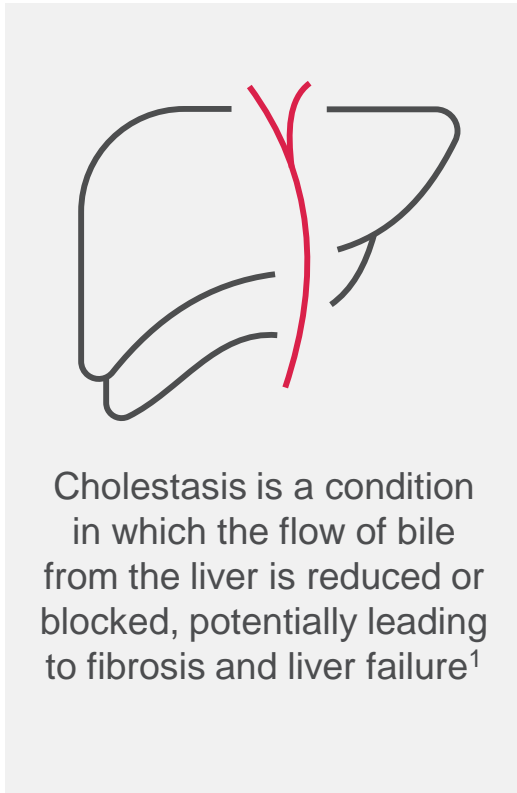 Cholestasis is a condition
in which the flow of bile
from the liver is reduced or
blocked, potentially leading
to fibrosis and liver failure¹